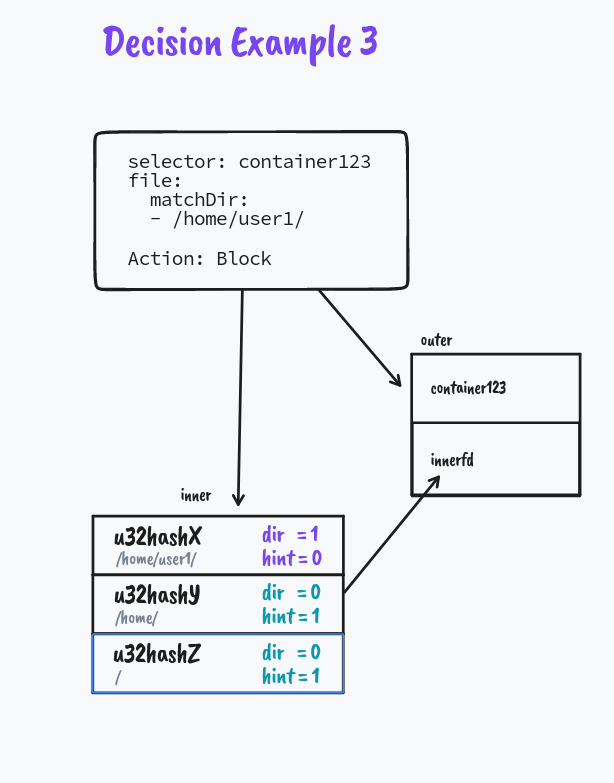 Decision Example 3
selector: container123
file:
  matchDir:
  - /home/user1/
Action: Block
outer
container123
innerfd
inner
u32hashX dir =1
/home/user1/ hint=0
u32hashY dir =0
/home/ hint=1
u32hashZ dir =0
/ hint=1